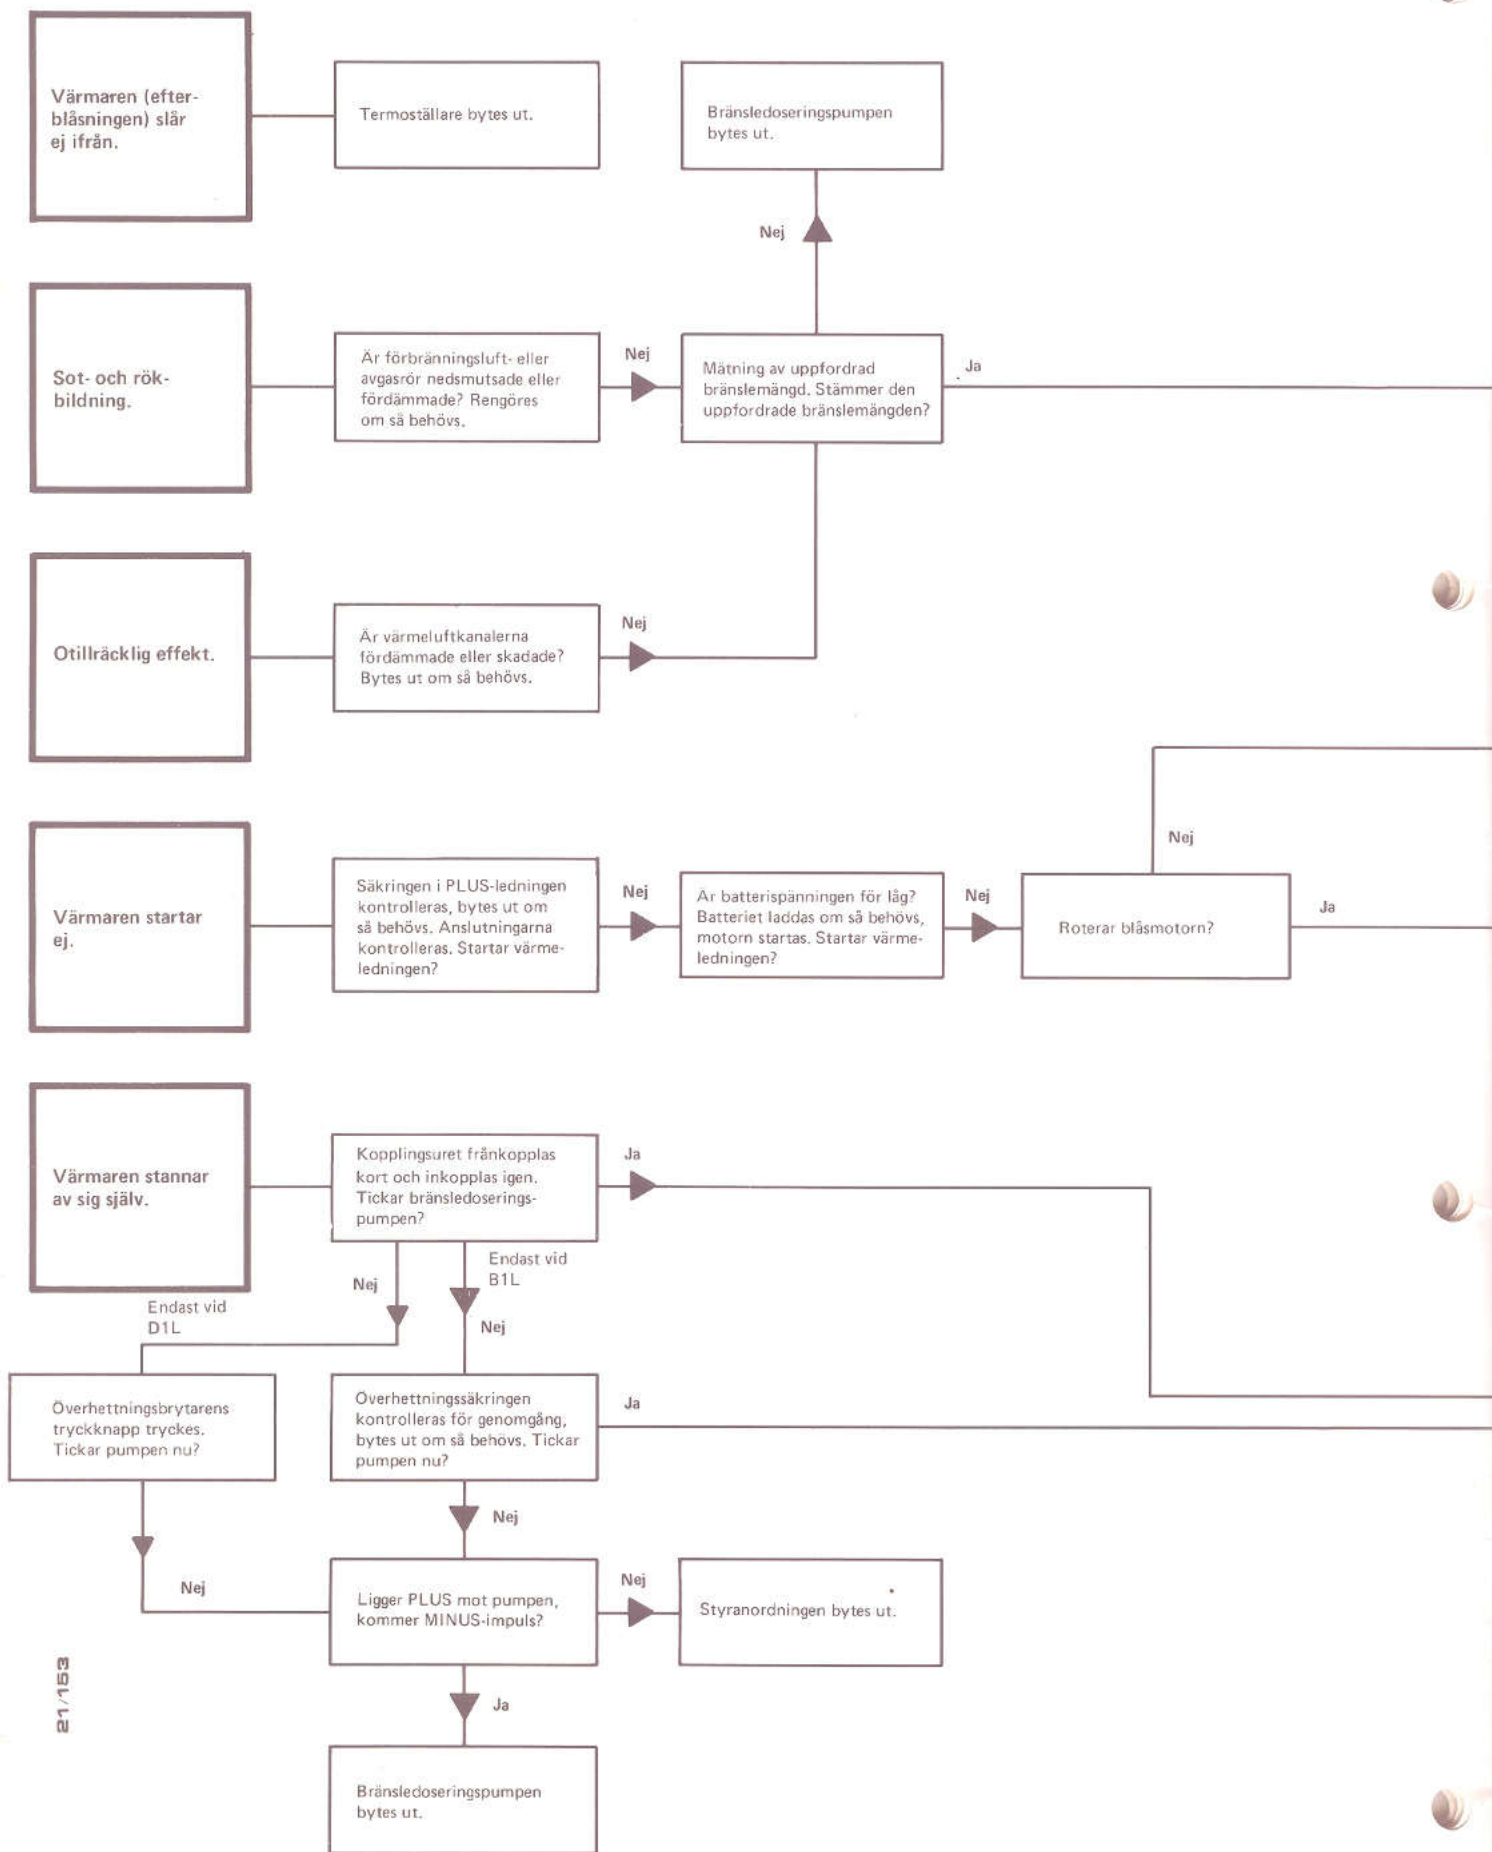 Värmaren (efter-
blåsningen) slår
ej ifrån.
Termoställare bytes ut.
Bränsledoseringspumpen
bytes ut.
Nej
Sot- och rök-
bildning.
Är förbränningsluft- eller
avgasrör nedsmutsade eller
fördämmade? Rengöres
om så behövs.
Nej
Mätning av uppfordrad
bränslemängd. Stämmer den
uppfordrade bränslemängden?
Ja
Otillräcklig effekt.
Är värmeluftkanalerna
fördämmade eller skadade?
Bytes ut om så behövs.
Nej
Värmaren startar
ej.
Säkringen i PLUS-ledningen
kontrolleras, bytes ut om
så behövs. Anslutningarna
kontrolleras. Startar värme-
ledningen?
Nej
Är batterispänningen för låg?
Batteriet laddas om så behövs,
motorn startas. Startar värme-
ledningen?
Nej
Roterar blåsmotorn?
Nej
Ja
Värmaren stannar
av sig själv.
Kopplingsuret frånkopplas
kort och inkopplas igen.
Tickar bränsledoserings-
pumpen?
Ja
Nej
Endast vid
B1L
Nej
Endast vid
D1L
Överhettningsbrytarens
tryckknapp tryckes.
Tickar pumpen nu?
Överhettningssäkringen
kontrolleras för genomgång,
bytes ut om så behövs. Tickar
pumpen nu?
Ja
Nej
Nej
Ligger PLUS mot pumpen,
kommer MINUS-impuls?
Nej
Styranordningen bytes ut.
Ja
Bränsledoseringspumpen
bytes ut.
21/153